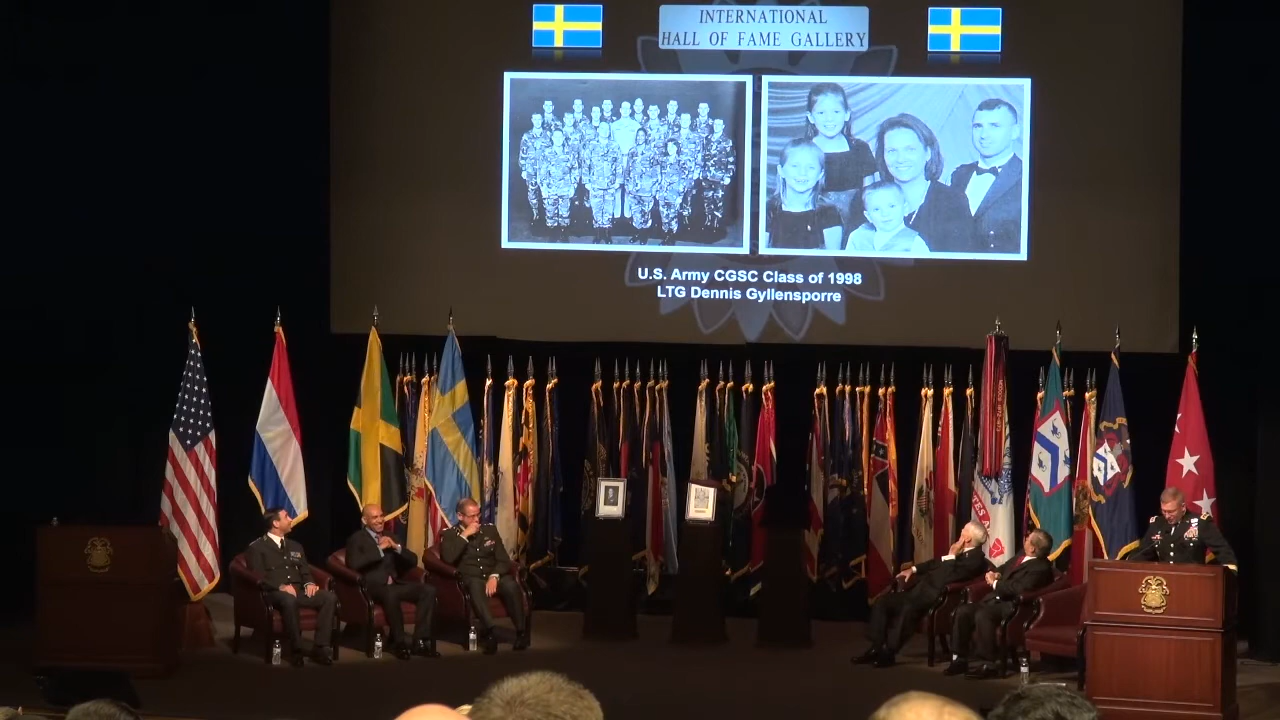 INTERNATIONAL
HALL OF FAME GALLERY
U.S. Army CGSC Class of 1998
LTG Dennis Gyllensporre